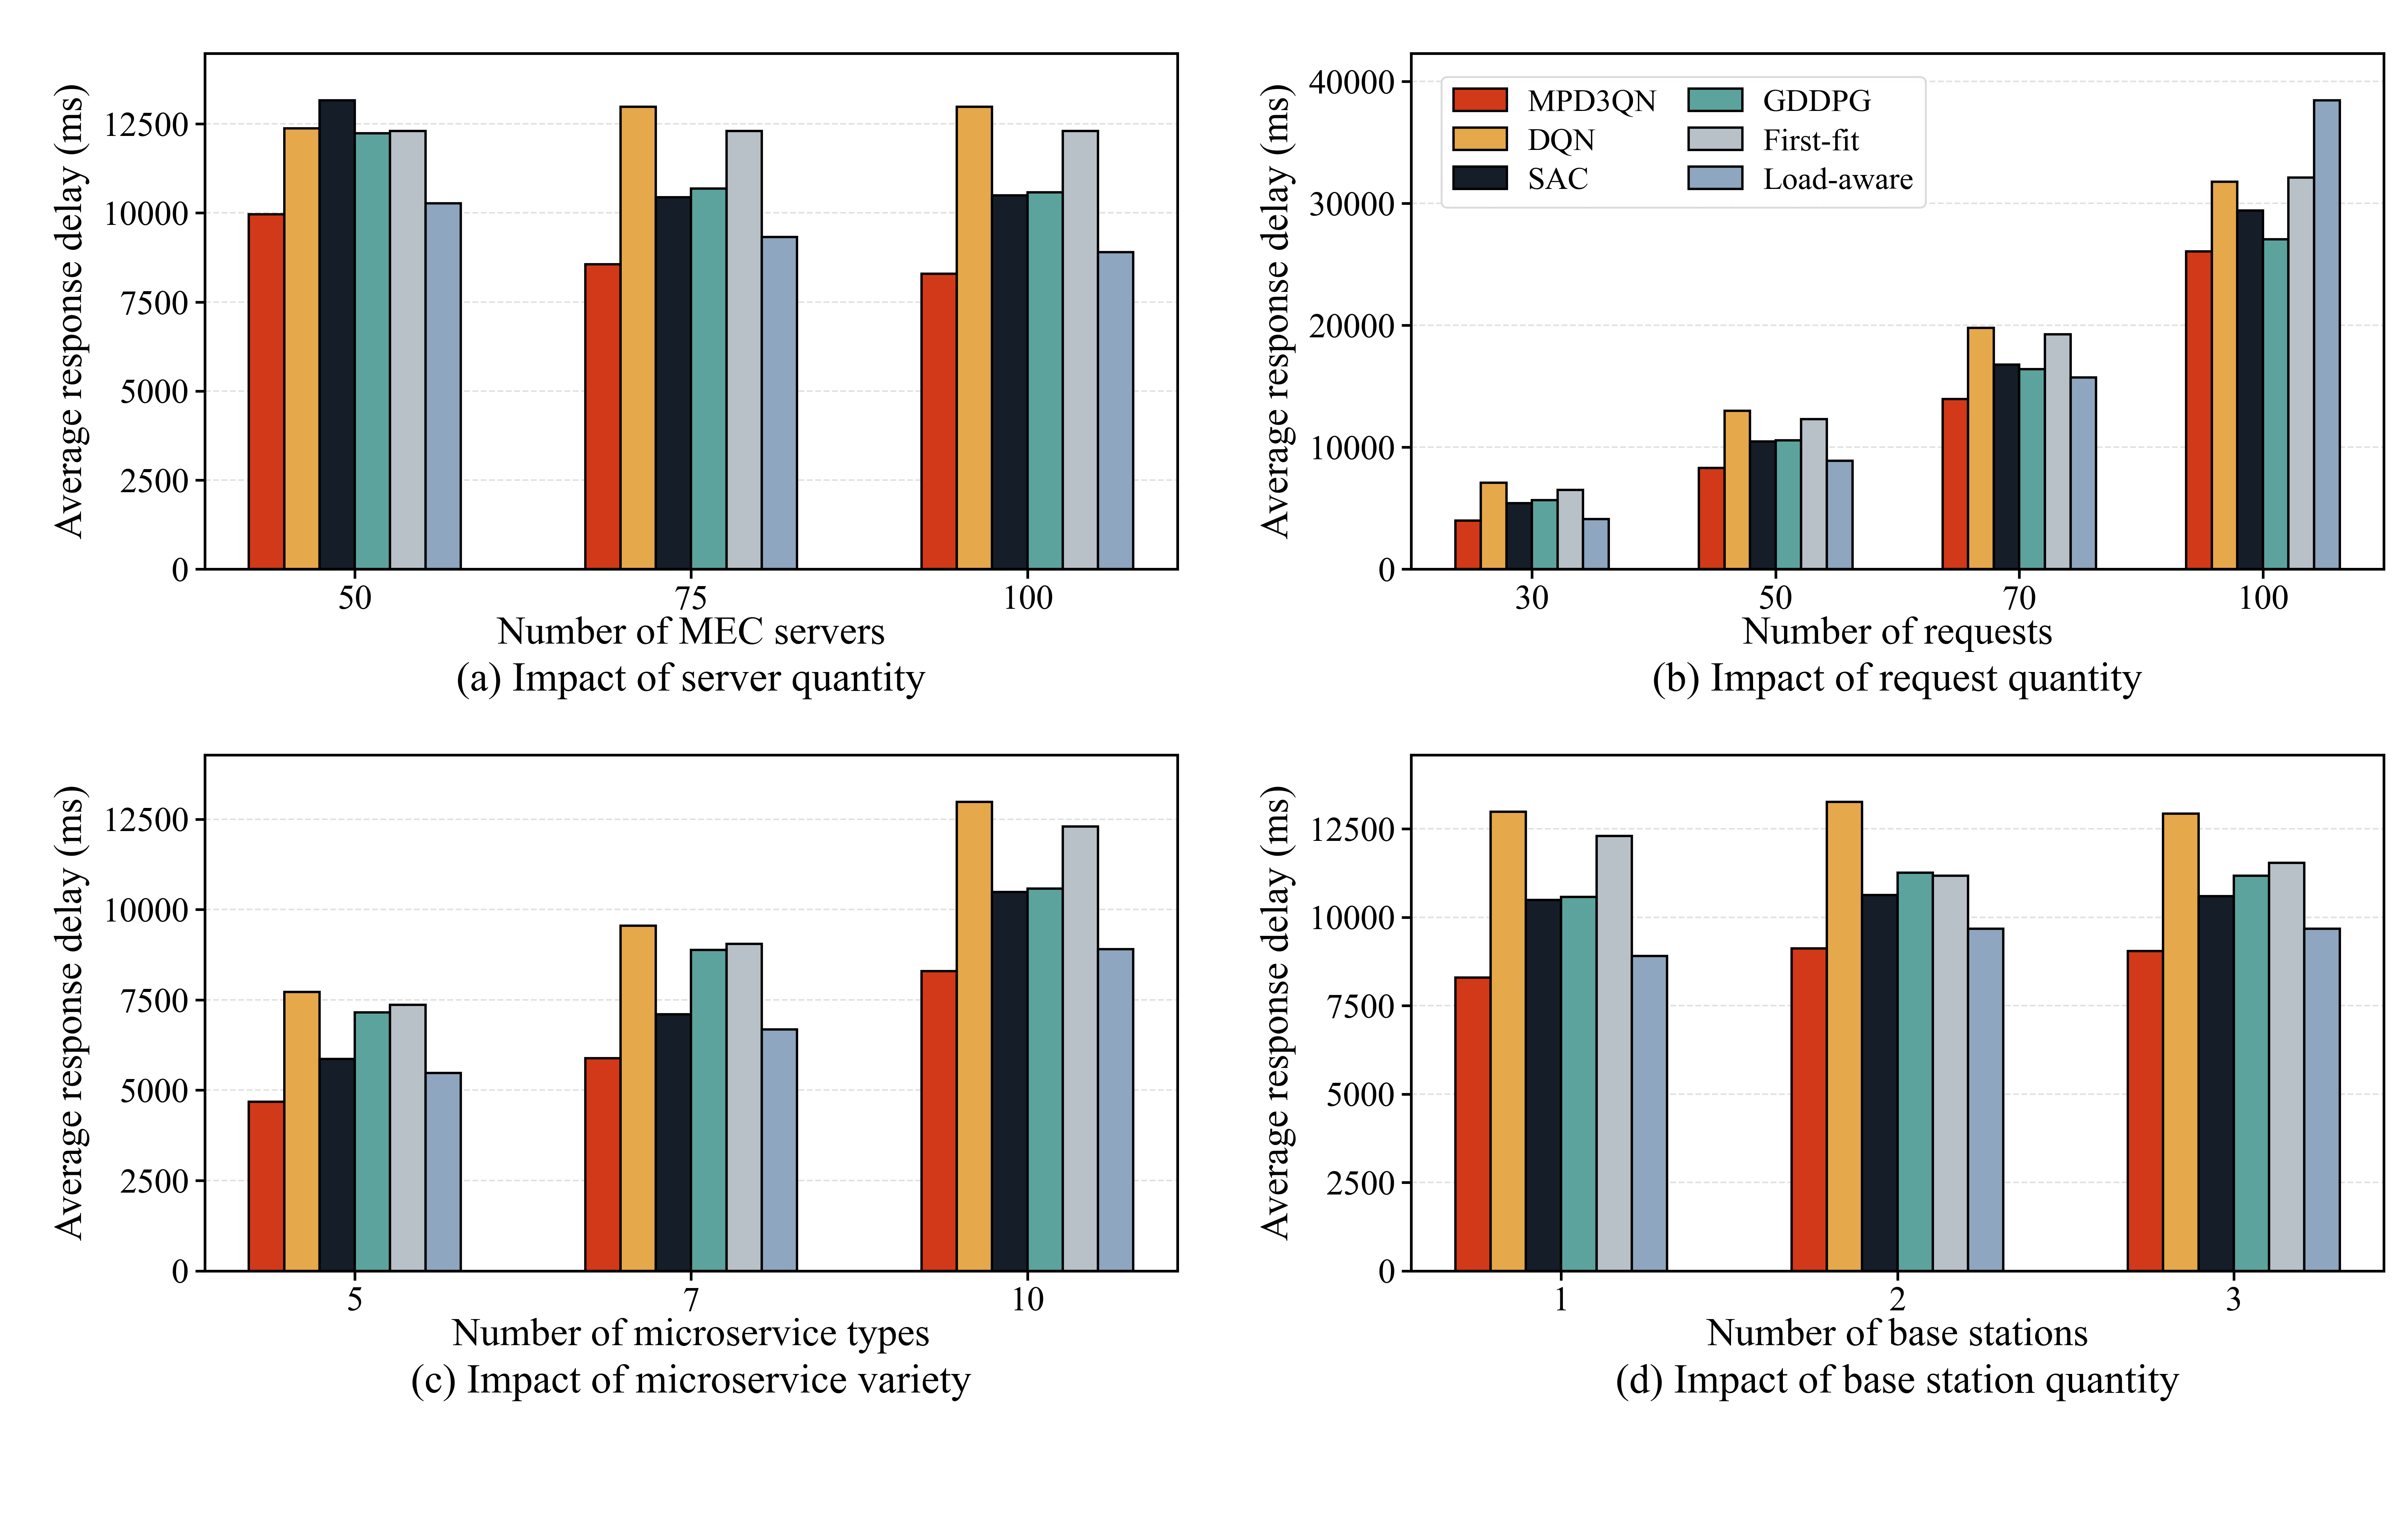 Average response delay (ms)
12500
10000
7500
5000
2500
0
50 75 100
Number of MEC servers
(a) Impact of server quantity
Average response delay (ms)
40000
30000
20000
10000
0
MPD3QN GDDPG
DQN First-fit
SAC Load-aware
30 50 70 100
Number of requests
(b) Impact of request quantity
Average response delay (ms)
12500
10000
7500
5000
2500
0
5 7 10
Number of microservice types
(c) Impact of microservice variety
Average response delay (ms)
12500
10000
7500
5000
2500
0
1 2 3
Number of base stations
(d) Impact of base station quantity